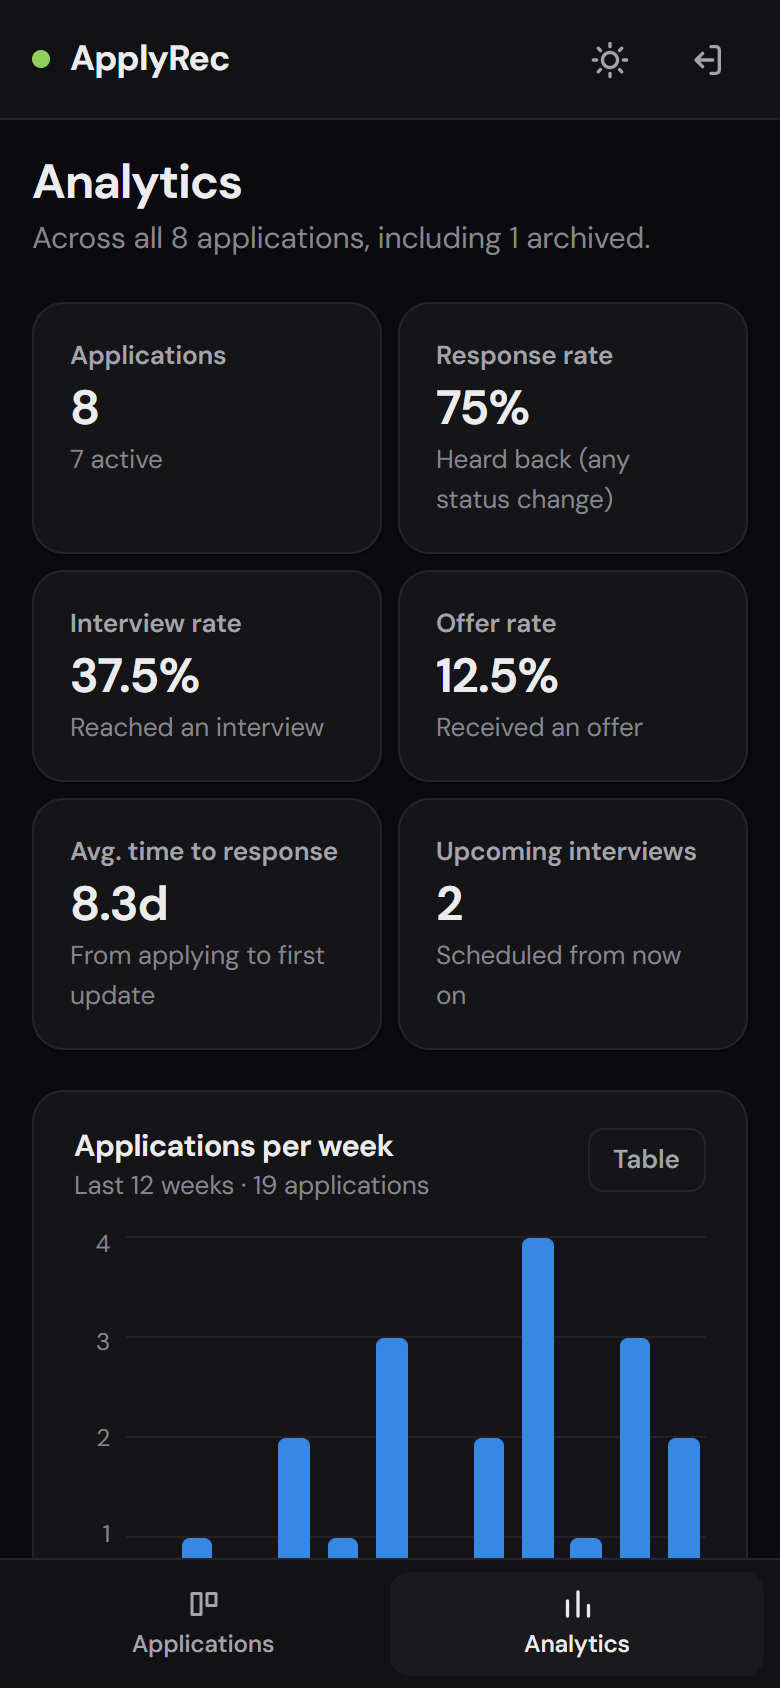 ApplyRec
Analytics
Across all 8 applications, including 1 archived.
Applications
8
7 active
Response rate
75%
Heard back (any
status change)
Interview rate
37.5%
Reached an interview
Offer rate
12.5%
Received an offer
Avg. time to response
8.3d
From applying to first
update
Upcoming interviews
2
Scheduled from now
on
Applications per week
Last 12 weeks · 19 applications
Table
4
3
2
1
Applications
Analytics